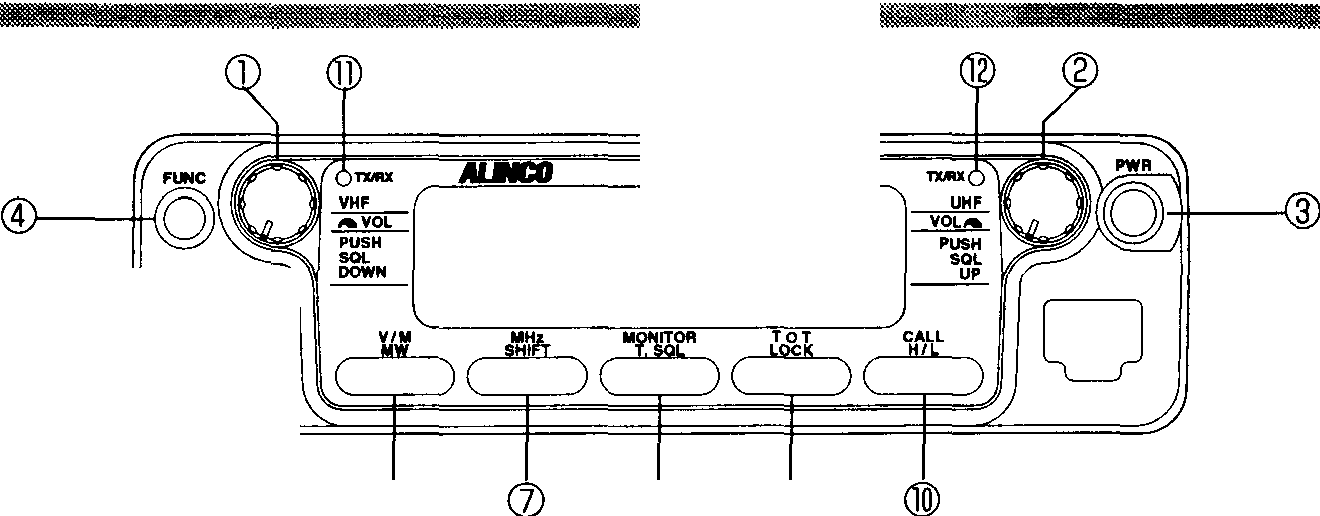 ① ⑪ ⑫ ②
FUNC
TX/RX
ALINCO
TX/RX
PWR
④
VHF
VOL
PUSH
SQL
DOWN
UHF
VOL
PUSH
SQL
UP
③
V/M
MW
MHz
SHIFT
MONITOR
T. SQL
T O T
LOCK
CALL
H/L
⑦ ⑩